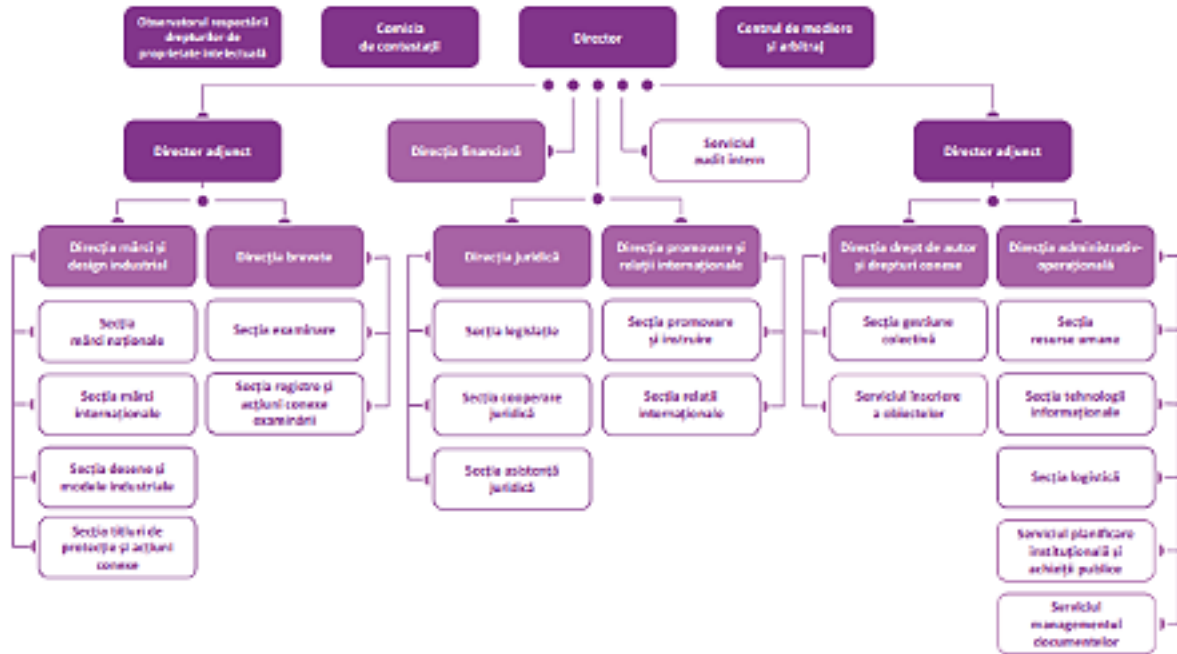 Observatorul respectării
drepturilor de
proprietate intelectuală
Comisia
de contestații
Director
Centrul de mediere
și arbitraj
Director adjunct
Direcția financiară
Serviciul
audit intern
Director adjunct
Direcția mărci și
design industrial
Direcția brevete
Direcția juridică
Direcția promovare și
relații internaționale
Direcția drept de autor
și drepturi conexe
Direcția administrativ-
operațională
Secția
mărci naționale
Secția examinare
Secția legislație
Secția promovare
și instruire
Secția gestiune
colectivă
Secția
resurse umane
Secția mărci
internaționale
Secția registre și
acțiuni conexe
examinării
Secția cooperare
juridică
Secția relații
internaționale
Serviciul înscriere
a obiectelor
Secția tehnologii
informaționale
Secția desene și
modele industriale
Secția asistență
juridică
Secția logistică
Secția titluri de
protecție și acțiuni
conexe
Serviciul planificare
instituțională și
achiziții publice
Serviciul
managementul
documentelor